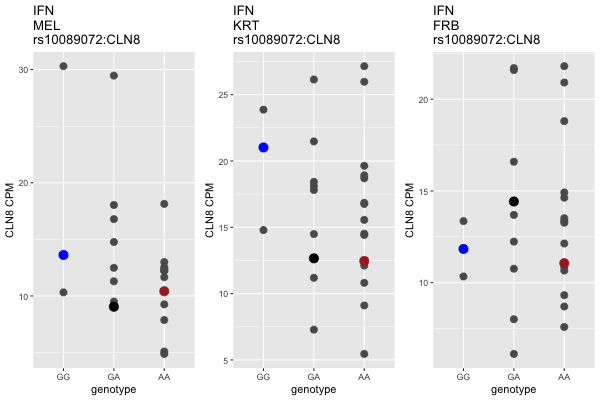 IFN
MEL
rs10089072:CLN8
CLN8 CPM
30
20
10
GG
GA
AA
genotype
IFN
KRT
rs10089072:CLN8
CLN8 CPM
25
20
15
10
5
GG
GA
AA
genotype
IFN
FRB
rs10089072:CLN8
CLN8 CPM
20
15
10
GG
GA
AA
genotype